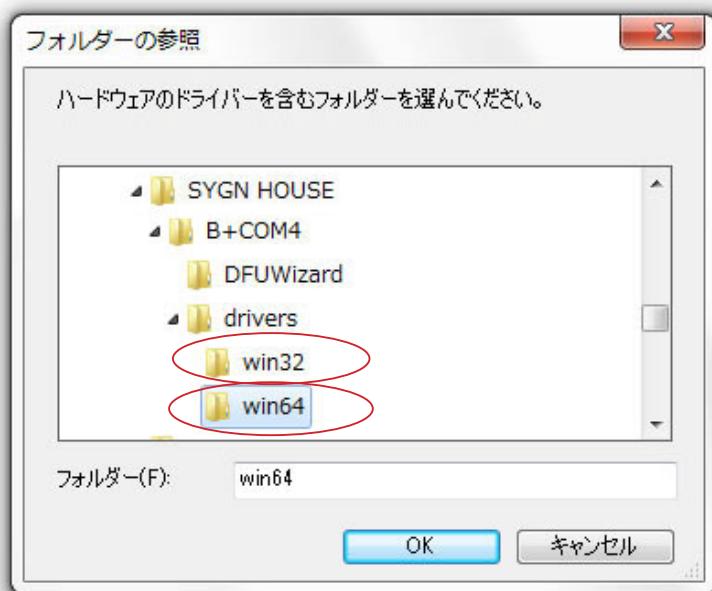 フォルダーの参照
ハードウェアのドライバーを含むフォルダーを選んでください。
SYGN HOUSE
B+COM4
DFUWizard
drivers
win32
win64
フォルダー(F): win64
OK キャンセル